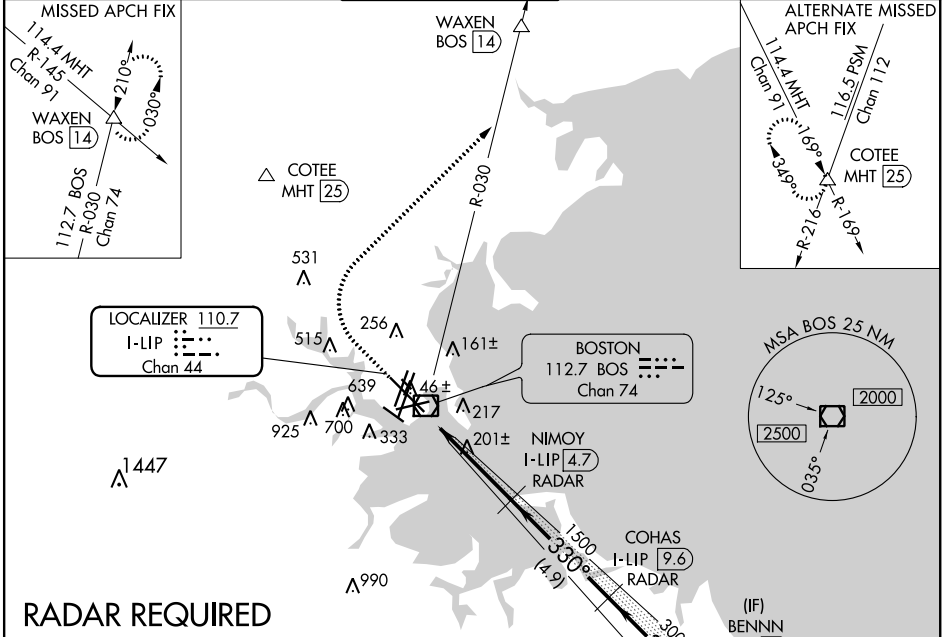 MISSED APCH FIX
114.4 MHT
R-145
Chan 91
210°
030°
WAXEN
BOS 14
112.7 BOS
R-030
Chan 74
WAXEN
BOS 14
R-030
ALTERNATE MISSED
APCH FIX
114.4 MHT
Chan 91
116.5 PSM
Chan 112
169°
349°
COTEE
MHT 25
R-216
R-169
COTEE
MHT 25
531
515
256
161±
LOCALIZER 110.7
I-LIP
Chan 44
BOSTON
112.7 BOS
Chan 74
46±
639
700
925
333
217
201±
1447
990
NIMOY
I-LIP 4.7
RADAR
1500
330°
(4.9)
COHAS
I-LIP 9.6
RADAR
(IF)
BENNN
MSA BOS 25 NM
125°
2000
2500
035°
RADAR REQUIRED